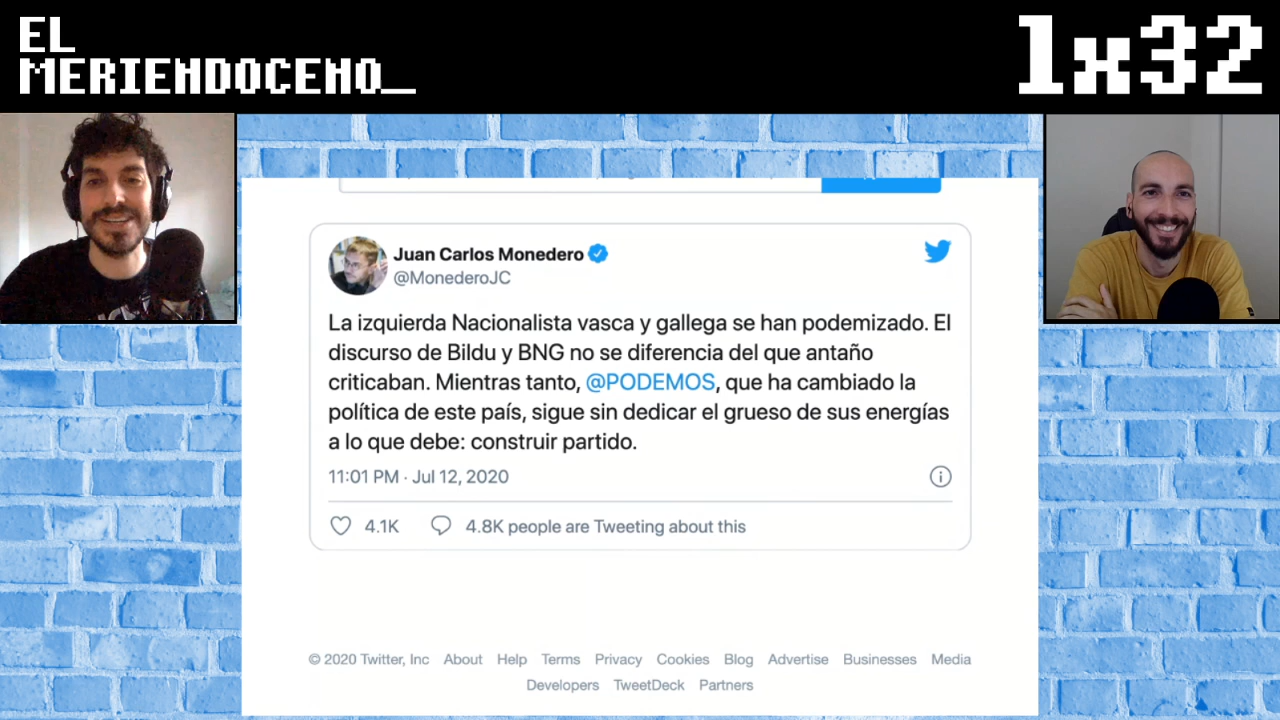 EL
MERIENDOCENO_
1x32
Juan Carlos Monedero
@MonederoJC
La izquierda Nacionalista vasca y gallega se han podemizado. El
discurso de Bildu y BNG no se diferencia del que antaño
criticaban. Mientras tanto, @PODEMOS, que ha cambiado la
política de este país, sigue sin dedicar el grueso de sus energías
a lo que debe: construir partido.
11:01 PM · Jul 12, 2020
4.1K 4.8K people are Tweeting about this
© 2020 Twitter, Inc About Help Terms Privacy Cookies Blog Advertise Businesses Media
Developers TweetDeck Partners